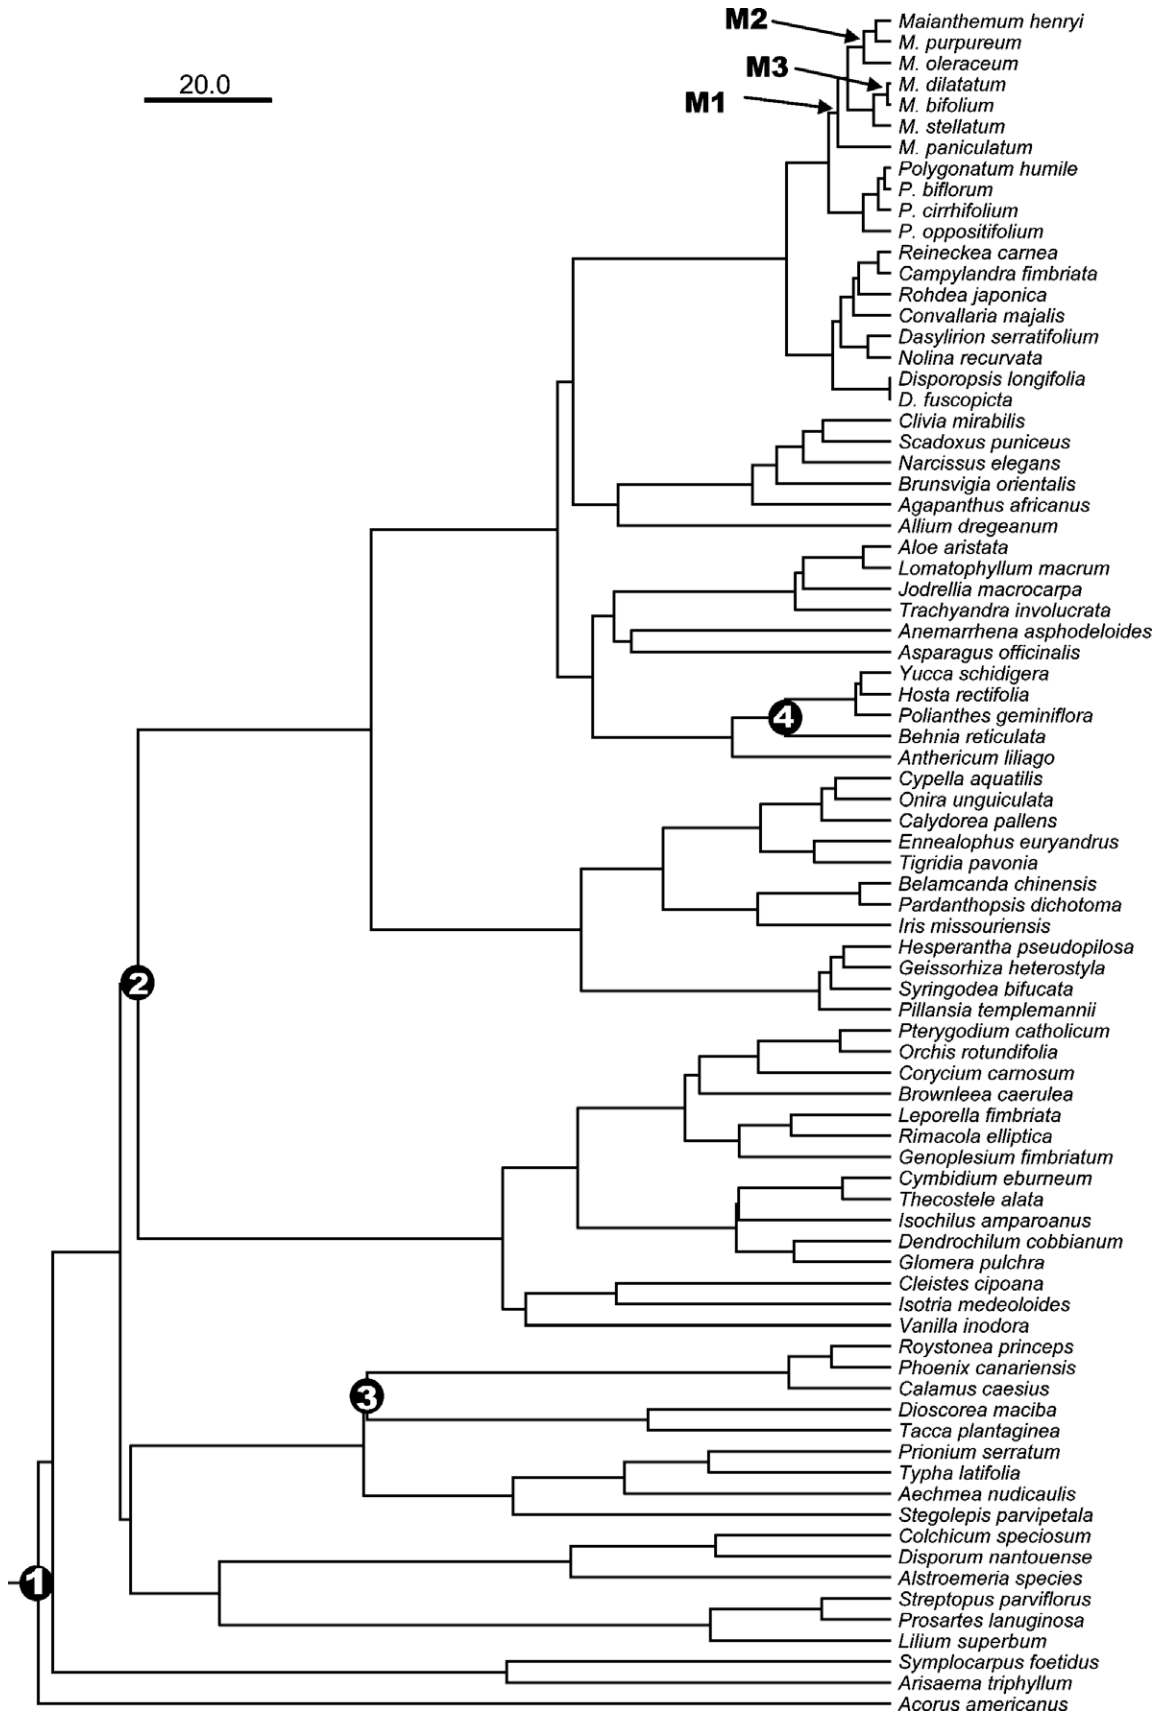 M2
Maianthemum henryi
M. purpureum
M. oleraceum
M3
20.0
M. dilatatum
M1
M. bifolium
M. stellatum
M. paniculatum
Polygonatum humile
P. biflorum
P. cirrhifolium
P. oppositifolium
Reineckea carnea
Campylandra fimbriata
Rohdea japonica
Convallaria majalis
Dasylirion serratifolium
Nolina recurvata
Disporopsis longifolia
D. fuscopicta
Clivia mirabilis
Scadoxus puniceus
Narcissus elegans
Brunsvigia orientalis
Agapanthus africanus
Allium dregeanum
Aloe aristata
Lomatophyllum macrum
Jodrellia macrocarpa
Trachyandra involucrata
Anemarrhena asphodeloides
Asparagus officinalis
Yucca schidigera
Hosta rectifolia
4
Polianthes geminiflora
Behnia reticulata
Anthericum liliago
Cypella aquatilis
Onira unguiculata
Calydorea pallens
Ennealophus euryandrus
Tigridia pavonia
Belamcanda chinensis
Pardanthopsis dichotoma
Iris missouriensis
Hesperantha pseudopilosa
Geissorhiza heterostyla
2
Syringodea bifucata
Pillansia templemannii
Pterygodium catholicum
Orchis rotundifolia
Corycium carnosum
Brownleea caerulea
Leporella fimbriata
Rimacola elliptica
Genoplesium fimbriatum
Cymbidium eburneum
Thecostele alata
Isochilus amparoanus
Dendrochilum cobbianum
Glomera pulchra
Cleistes cipoana
Isotria medeoloides
Vanilla inodora
Roystonea princeps
Phoenix canariensis
Calamus caesius
3
Dioscorea maciba
Tacca plantaginea
Prionium serratum
Typha latifolia
Aechmea nudicaulis
Stegolepis parvipetala
Colchicum speciosum
Disporum nantouense
Alstroemeria species
1
Streptopus parviflorus
Prosartes lanuginosa
Lilium superbum
Symplocarpus foetidus
Arisaema triphyllum
Acorus americanus